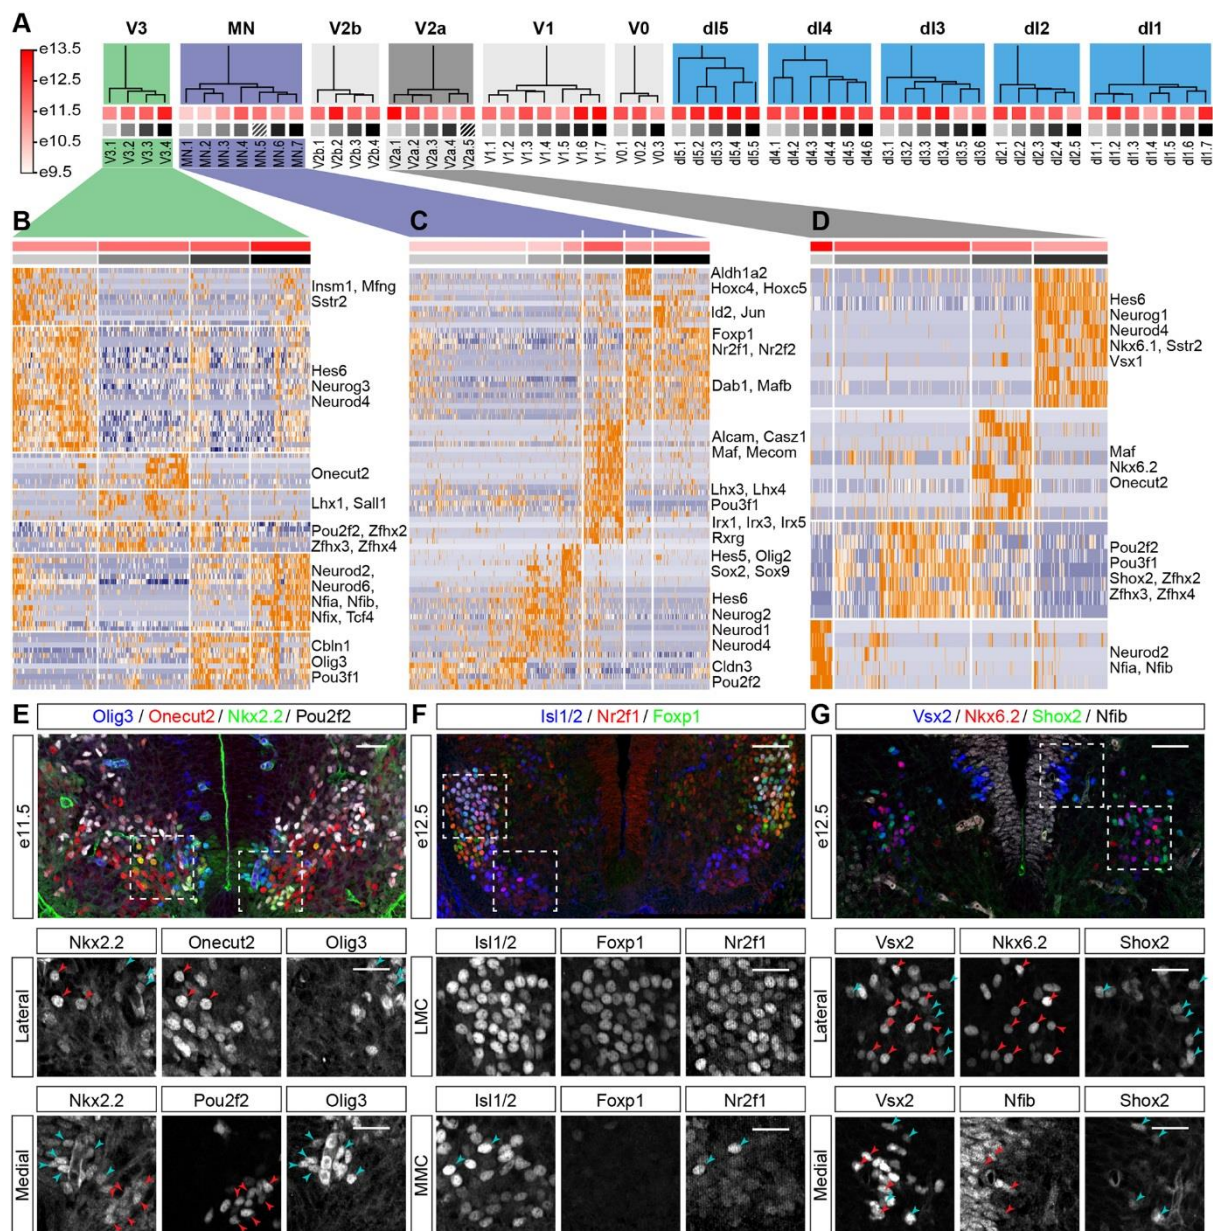 A
V3 MN V2b V2a V1 V0 dI5 dI4 dI3 dI2 dI1
e13.5
e12.5
e11.5
e10.5
e9.5
V3.1 V3.2 V3.3 V3.4 MN.1 MN.2 MN.3 MN.4 MN.5 MN.6 MN.7 V2b.1 V2b.2 V2b.3 V2b.4 V2a.1 V2a.2 V2a.3 V2a.4 V2a.5 V1.1 V1.2 V1.3 V1.4 V1.5 V1.6 V1.7 V0.1 V0.2 V0.3 dI5.1 dI5.2 dI5.3 dI5.4 dI5.5 dI4.1 dI4.2 dI4.3 dI4.4 dI4.5 dI4.6 dI3.1 dI3.2 dI3.3 dI3.4 dI3.5 dI3.6 dI2.1 dI2.2 dI2.3 dI2.4 dI2.5 dI1.1 dI1.2 dI1.3 dI1.4 dI1.5 dI1.6 dI1.7
B
Insm1, Mfng
Sstr2
Hes6
Neurog3
Neurod4
Onecut2
Lhx1, Sall1
Pou2f2, Zfhx2
Zfhx3, Zfhx4
Neurod2,
Neurod6,
Nfia, Nfib,
Nfix, Tcf4
Cbln1
Olig3
Pou3f1
C
Aldh1a2
Hoxc4, Hoxc5
Id2, Jun
Foxp1
Nr2f1, Nr2f2
Dab1, Mafb
Alcam, Casz1
Maf, Mecom
Lhx3, Lhx4
Pou3f1
Irx1, Irx3, Irx5
Rxrg
Hes5, Olig2
Sox2, Sox9
Hes6
Neurog2
Neurod1
Neurod4
Cldn3
Pou2f2
D
Hes6
Neurog1
Neurod4
Nkx6.1, Sstr2
Vsx1
Maf
Nkx6.2
Onecut2
Pou2f2
Pou3f1
Shox2, Zfhx2
Zfhx3, Zfhx4
Neurod2
Nfia, Nfib
E
Olig3 / Onecut2 / Nkx2.2 / Pou2f2
e11.5
Nkx2.2 Onecut2 Olig3
Lateral
Nkx2.2 Pou2f2 Olig3
Medial
F
Isl1/2 / Nr2f1 / Foxp1
e12.5
Isl1/2 Foxp1 Nr2f1
LMC
Isl1/2 Foxp1 Nr2f1
MMC
G
Vsx2 / Nkx6.2 / Shox2 / Nfib
e12.5
Vsx2 Nkx6.2 Shox2
Lateral
Vsx2 Nfib Shox2
Medial